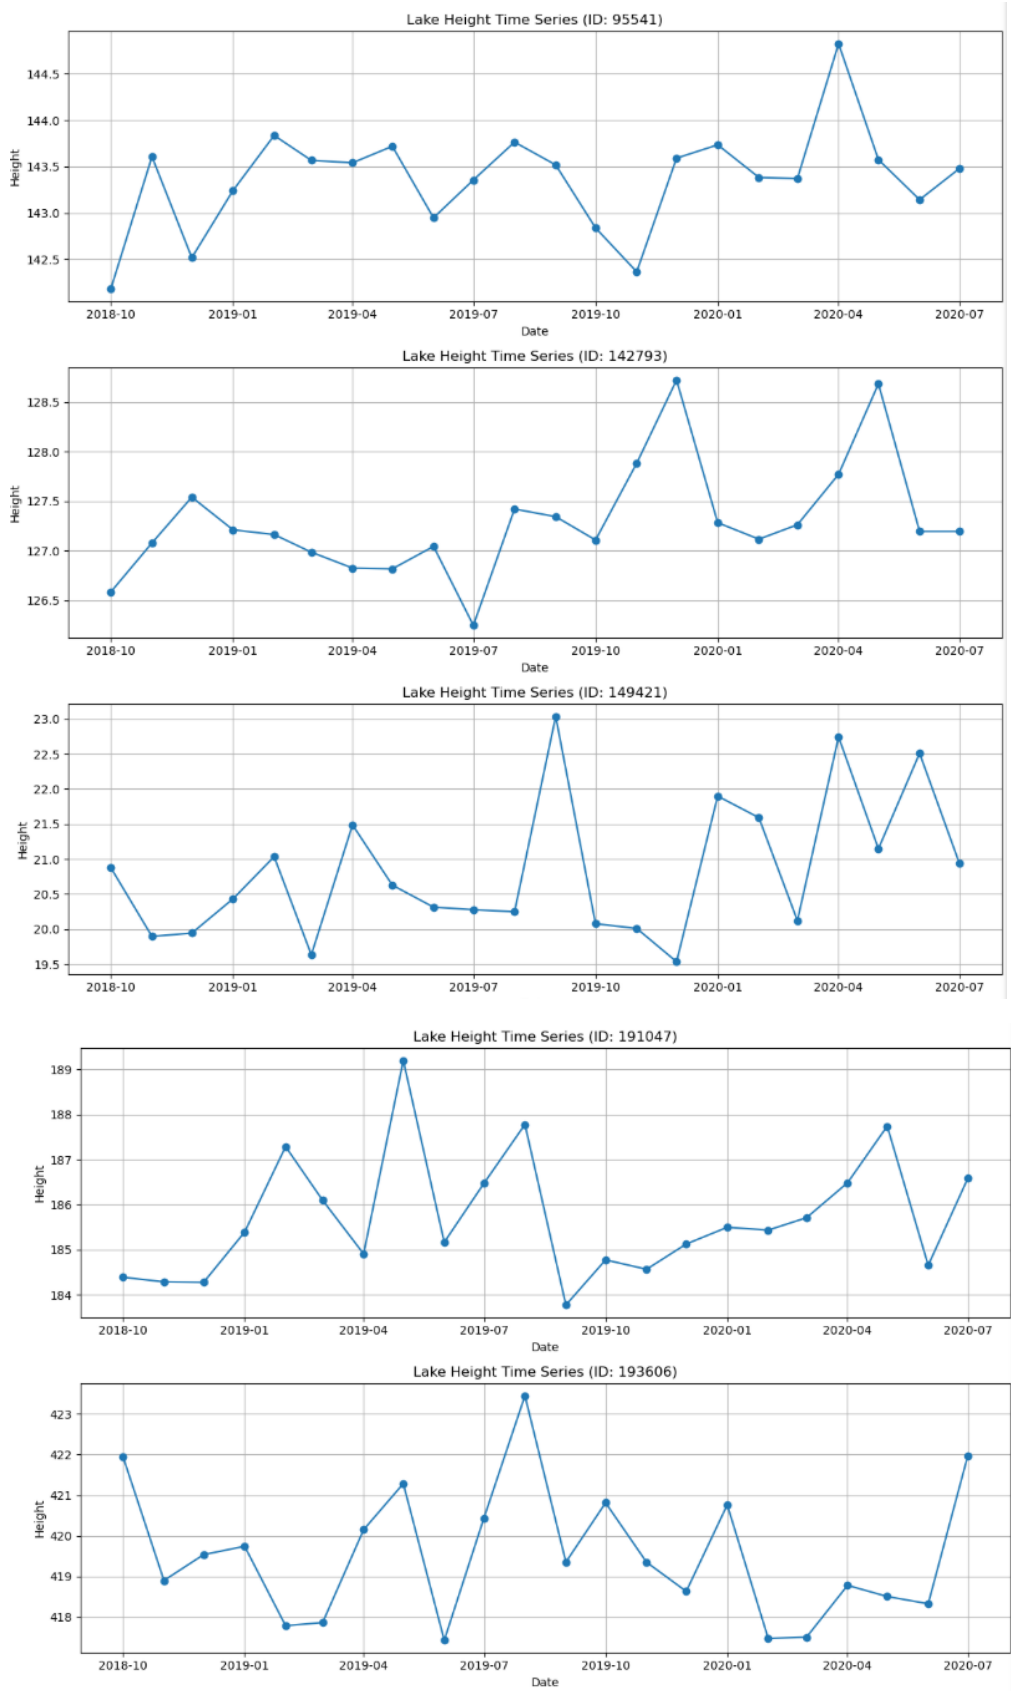 Lake Height Time Series (ID: 95541)
144.5
144.0
143.5
143.0
142.5
Height
2018-10 2019-01 2019-04 2019-07 2019-10 2020-01 2020-04 2020-07
Date
Lake Height Time Series (ID: 142793)
128.5
128.0
127.5
127.0
126.5
Height
2018-10 2019-01 2019-04 2019-07 2019-10 2020-01 2020-04 2020-07
Date
Lake Height Time Series (ID: 149421)
23.0
22.5
22.0
21.5
21.0
20.5
20.0
19.5
Height
2018-10 2019-01 2019-04 2019-07 2019-10 2020-01 2020-04 2020-07
Date
Lake Height Time Series (ID: 191047)
189
188
187
186
185
184
Height
2018-10 2019-01 2019-04 2019-07 2019-10 2020-01 2020-04 2020-07
Date
Lake Height Time Series (ID: 193606)
423
422
421
420
419
418
Height
2018-10 2019-01 2019-04 2019-07 2019-10 2020-01 2020-04 2020-07
Date